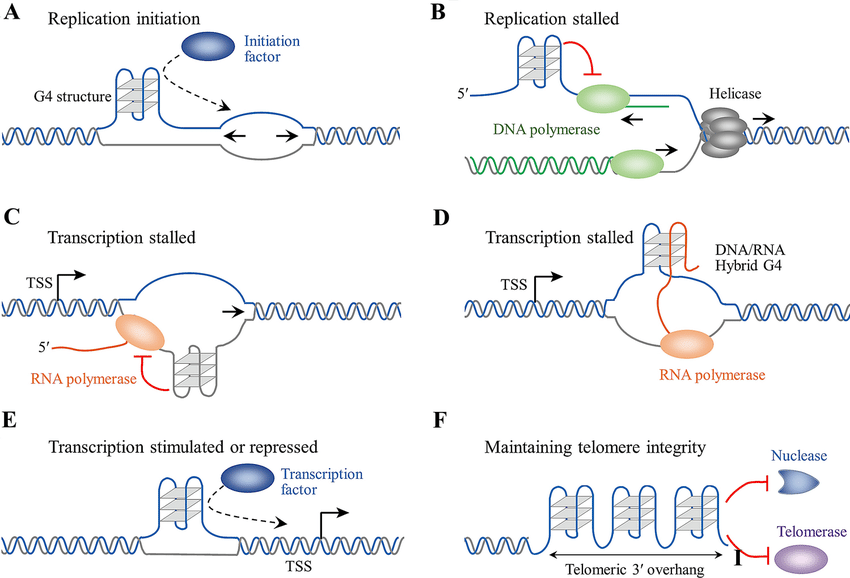 A
Replication initiation
Initiation
factor
G4 structure
B
Replication stalled
5′
Helicase
DNA polymerase
C
Transcription stalled
TSS
5′
RNA polymerase
D
Transcription stalled
DNA/RNA
Hybrid G4
TSS
RNA polymerase
E
Transcription stimulated or repressed
Transcription
factor
TSS
F
Maintaining telomere integrity
Nuclease
Telomerase
Telomeric 3′ overhang
I